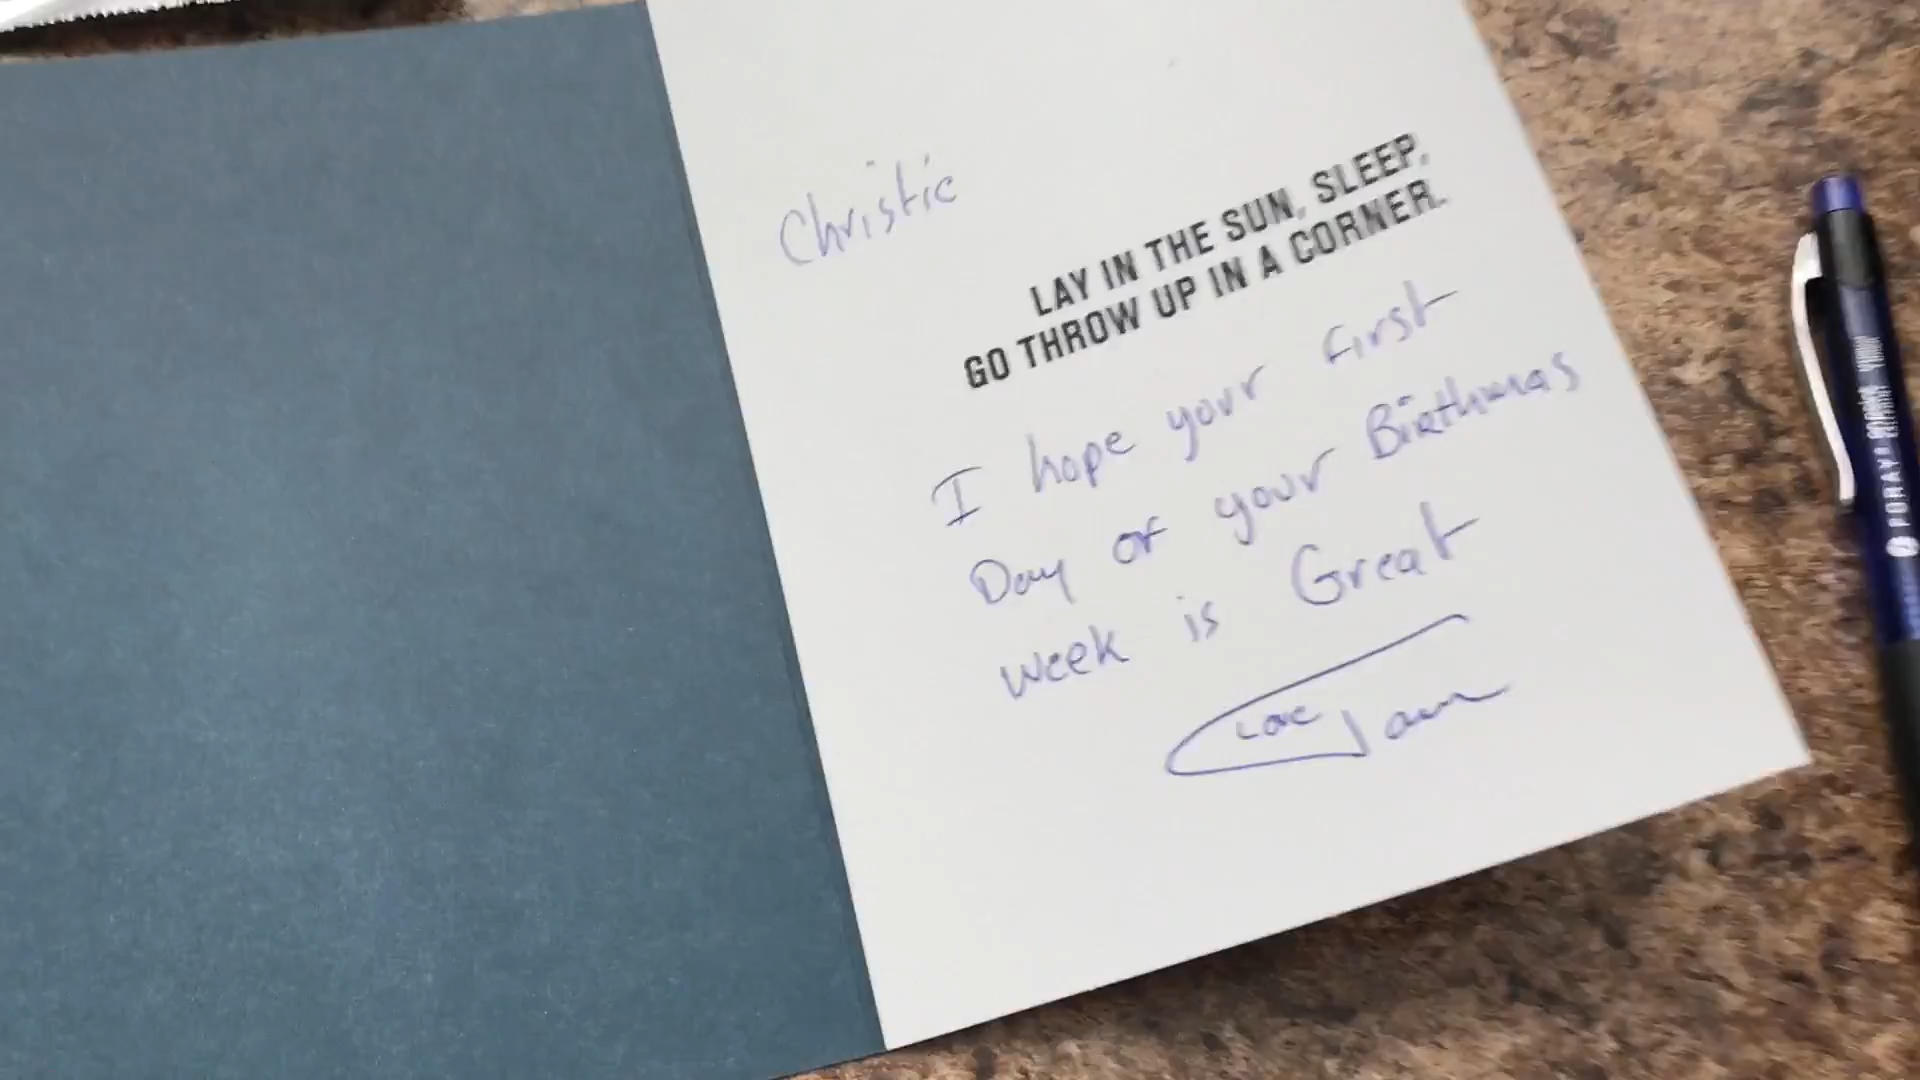 Christie
LAY IN THE SUN, SLEEP,
GO THROW UP IN A CORNER.
I hope your first
Day of your Birthmas
week is Great
Love